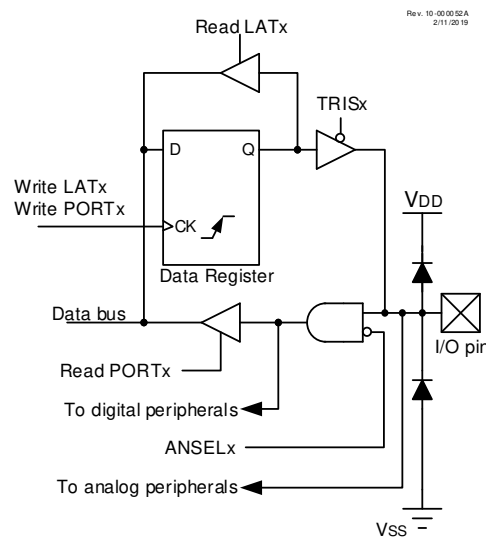 Rev. 10-000052A
2/11/2019
Read LATx
TRISx
D
Q
Write LATx
Write PORTx
CK
VDD
Data Register
Data bus
I/O pin
Read PORTx
To digital peripherals
ANSELx
To analog peripherals
VSS